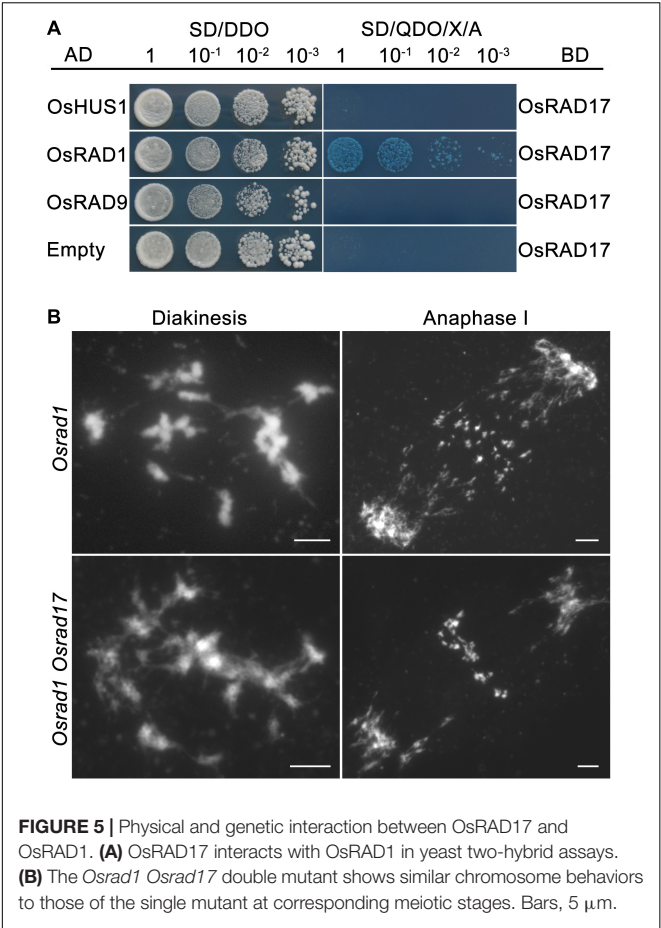 A
SD/DDO SD/QDO/X/A
AD 1 10⁻¹ 10⁻² 10⁻³ 1 10⁻¹ 10⁻² 10⁻³ BD
OsHUS1 OsRAD17
OsRAD1 OsRAD17
OsRAD9 OsRAD17
Empty OsRAD17
B
Diakinesis Anaphase I
Osrad1
Osrad1 Osrad17
FIGURE 5 | Physical and genetic interaction between OsRAD17 and
OsRAD1. (A) OsRAD17 interacts with OsRAD1 in yeast two-hybrid assays.
(B) The Osrad1 Osrad17 double mutant shows similar chromosome behaviors
to those of the single mutant at corresponding meiotic stages. Bars, 5 μm.